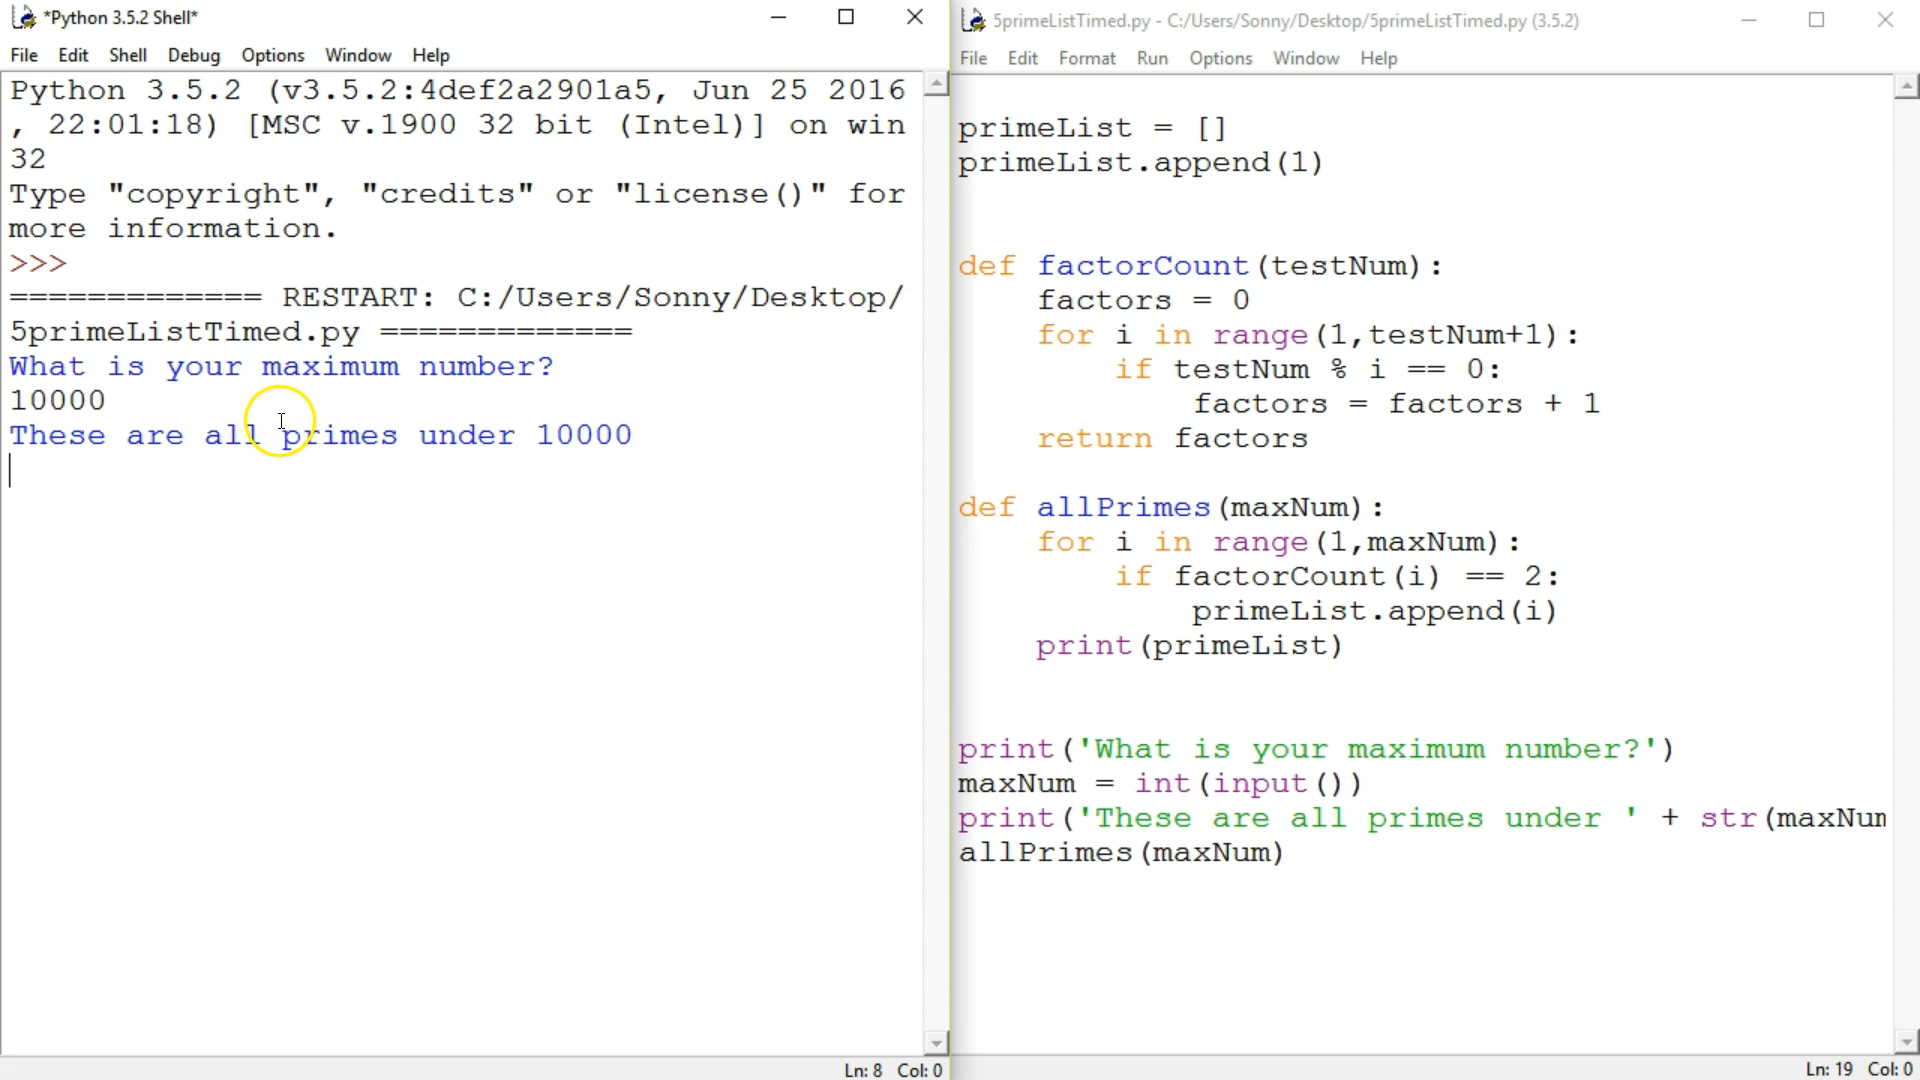 *Python 3.5.2 Shell*
File Edit Shell Debug Options Window Help
Python 3.5.2 (v3.5.2:4def2a2901a5, Jun 25 2016
, 22:01:18) [MSC v.1900 32 bit (Intel)] on win
32
Type "copyright", "credits" or "license()" for
more information.
>>>
============= RESTART: C:/Users/Sonny/Desktop/
5primeListTimed.py =============
What is your maximum number?
10000
These are all primes under 10000
Ln: 8 Col: 0
5primeListTimed.py - C:/Users/Sonny/Desktop/5primeListTimed.py (3.5.2)
File Edit Format Run Options Window Help
primeList = []
primeList.append(1)
def factorCount(testNum):
    factors = 0
    for i in range(1,testNum+1):
        if testNum % i == 0:
            factors = factors + 1
    return factors
def allPrimes(maxNum):
    for i in range(1,maxNum):
        if factorCount(i) == 2:
            primeList.append(i)
    print(primeList)
print('What is your maximum number?')
maxNum = int(input())
print('These are all primes under ' + str(maxNum
allPrimes(maxNum)
Ln: 19 Col: 0